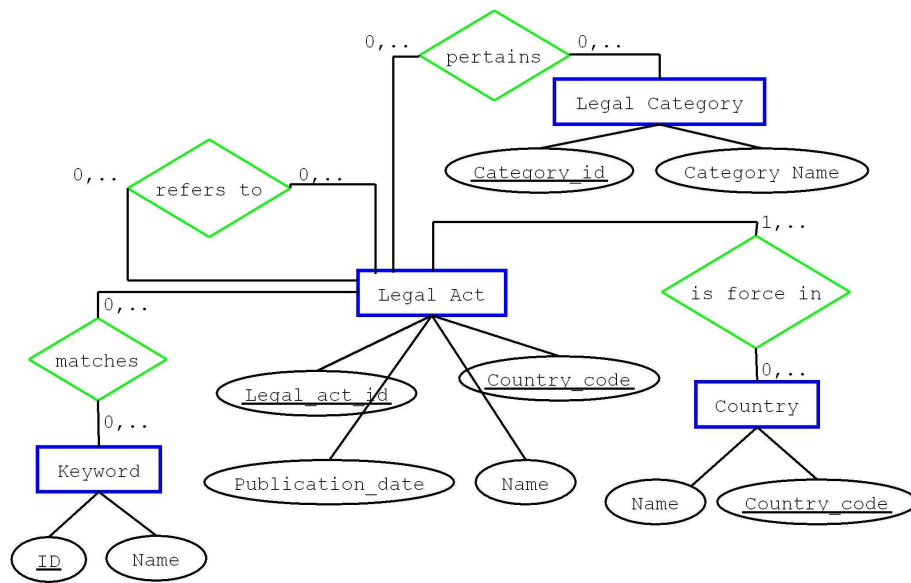 0,..
pertains
0,..
Legal Category
Category_id
Category Name
0,..
refers to
0,..
1,..
Legal Act
is force in
0,..
matches
0,..
Legal_act_id
Country_code
Country
0,..
Keyword
Publication_date
Name
Name
Country_code
ID
Name